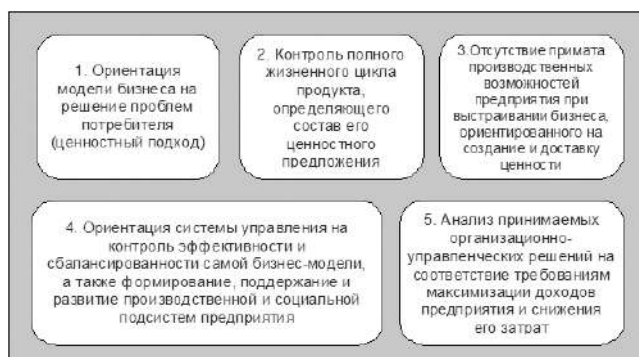 1. Ориентация
модели бизнеса на
решение проблем
потребителя
(ценностный подход)
2. Контроль полного
жизненного цикла
продукта,
определяющего
состав его
ценностного
предложения
3.Отсутствие примата
производственных
возможностей
предприятия при
выстраивании бизнеса,
ориентированного на
создание и доставку
ценности
4. Ориентация системы управления на
контроль эффективности и
сбалансированности самой бизнес-модели,
а также формирование, поддержание и
развитие производственной и социальной
подсистем предприятия
5. Анализ принимаемых
организационно-
управленческих решений на
соответствие требованиям
максимизации доходов
предприятия и снижения
его затрат